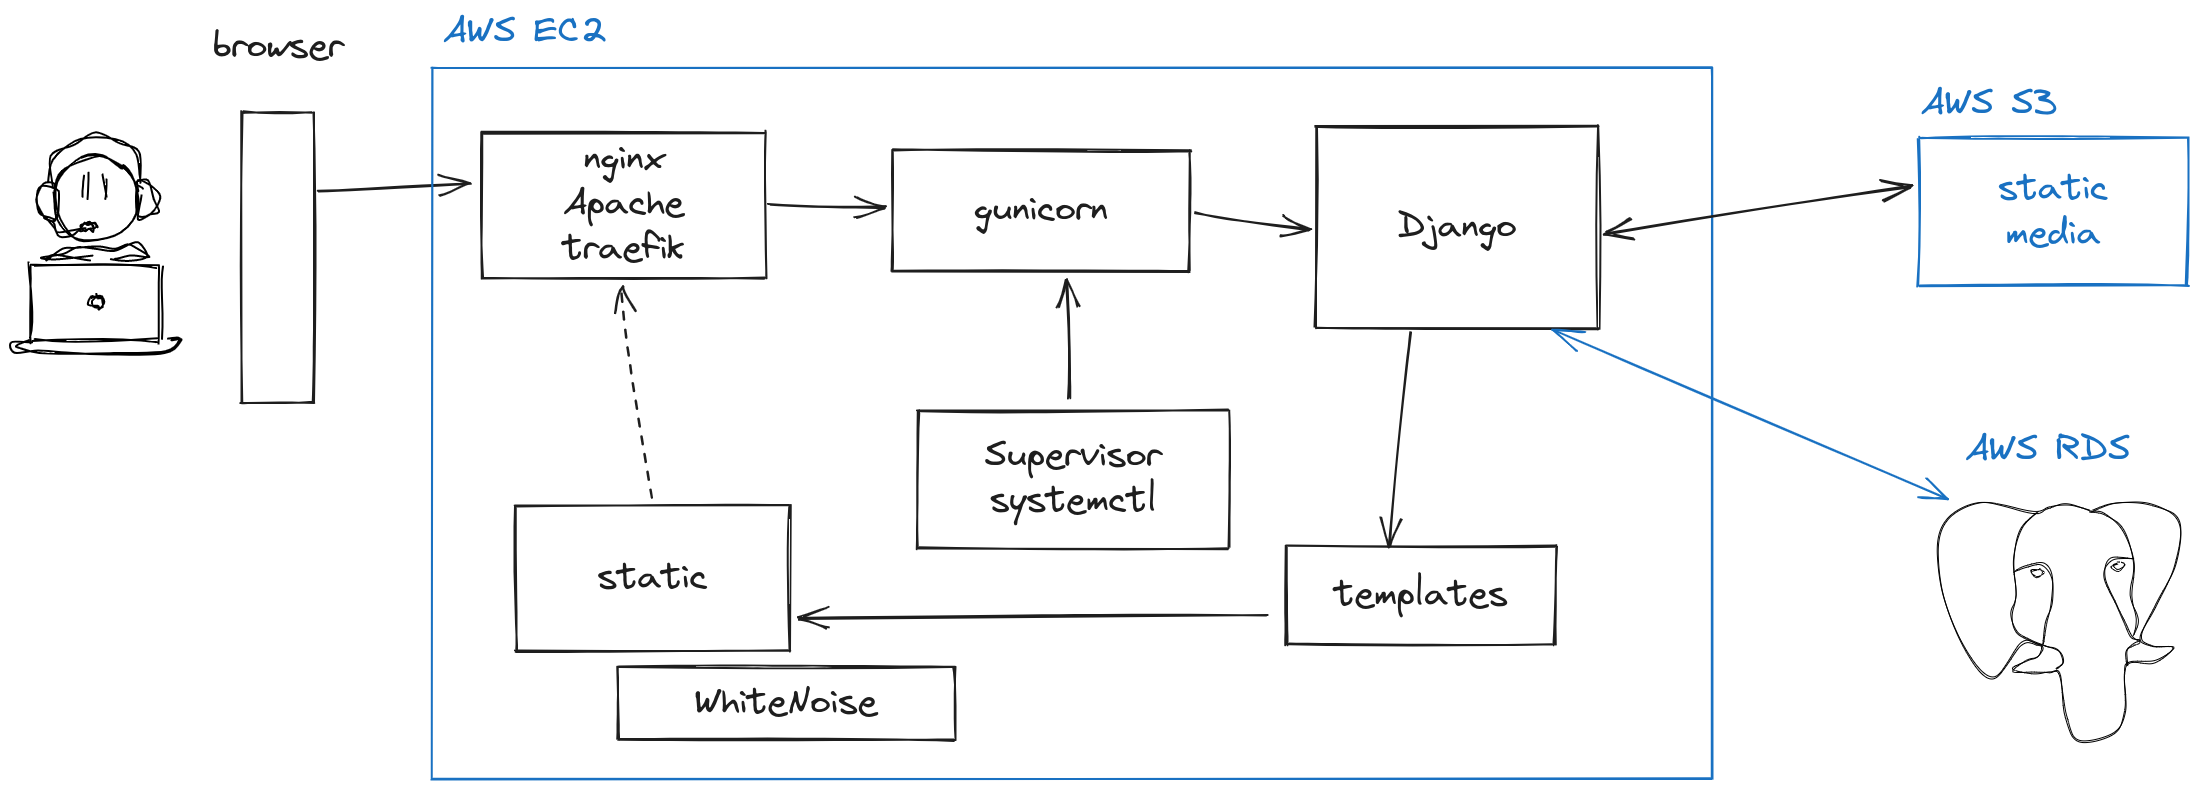 browser
AWS EC2
nginx
Apache
traefik
gunicorn
Django
AWS S3
static
media
Supervisor
systemctl
AWS RDS
static
templates
WhiteNoise